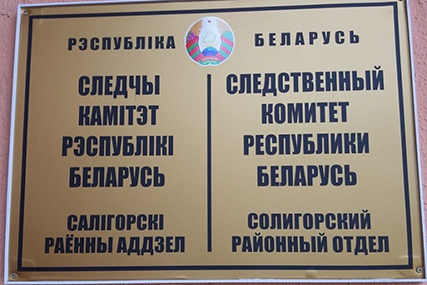 РЭСПУБЛІКА БЕЛАРУСЬ
СЛЕДЧЫ
КАМІТЭТ
РЭСПУБЛІКІ
БЕЛАРУСЬ
САЛІГОРСКІ
РАЁННЫ АДДЗЕЛ
СЛЕДСТВЕННЫЙ
КОМИТЕТ
РЕСПУБЛИКИ
БЕЛАРУСЬ
СОЛИГОРСКИЙ
РАЙОННЫЙ ОТДЕЛ